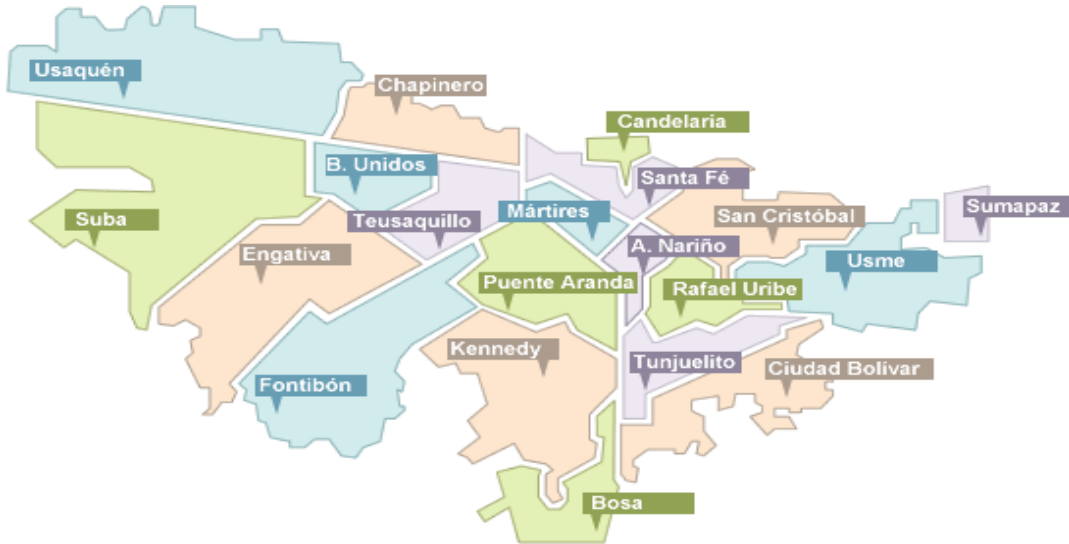 Usaquén
Chapinero
Candelaria
B. Unidos
Santa Fé
Suba
Teusaquillo
Mártires
San Cristóbal
Sumapaz
Engativa
A. Nariño
Usme
Puente Aranda
Rafael Uribe
Kennedy
Tunjuelito
Ciudad Bolívar
Fontibón
Bosa